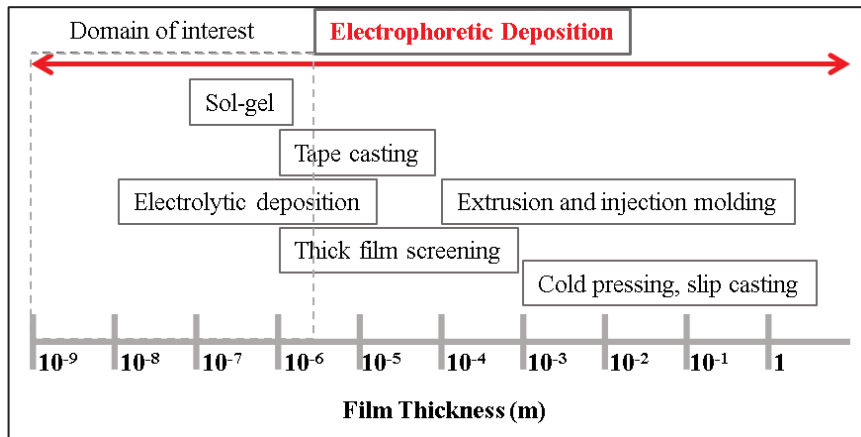 Domain of interest
Electrophoretic Deposition
Sol-gel
Tape casting
Electrolytic deposition
Extrusion and injection molding
Thick film screening
Cold pressing, slip casting
10⁻⁹ 10⁻⁸ 10⁻⁷ 10⁻⁶ 10⁻⁵ 10⁻⁴ 10⁻³ 10⁻² 10⁻¹ 1
Film Thickness (m)